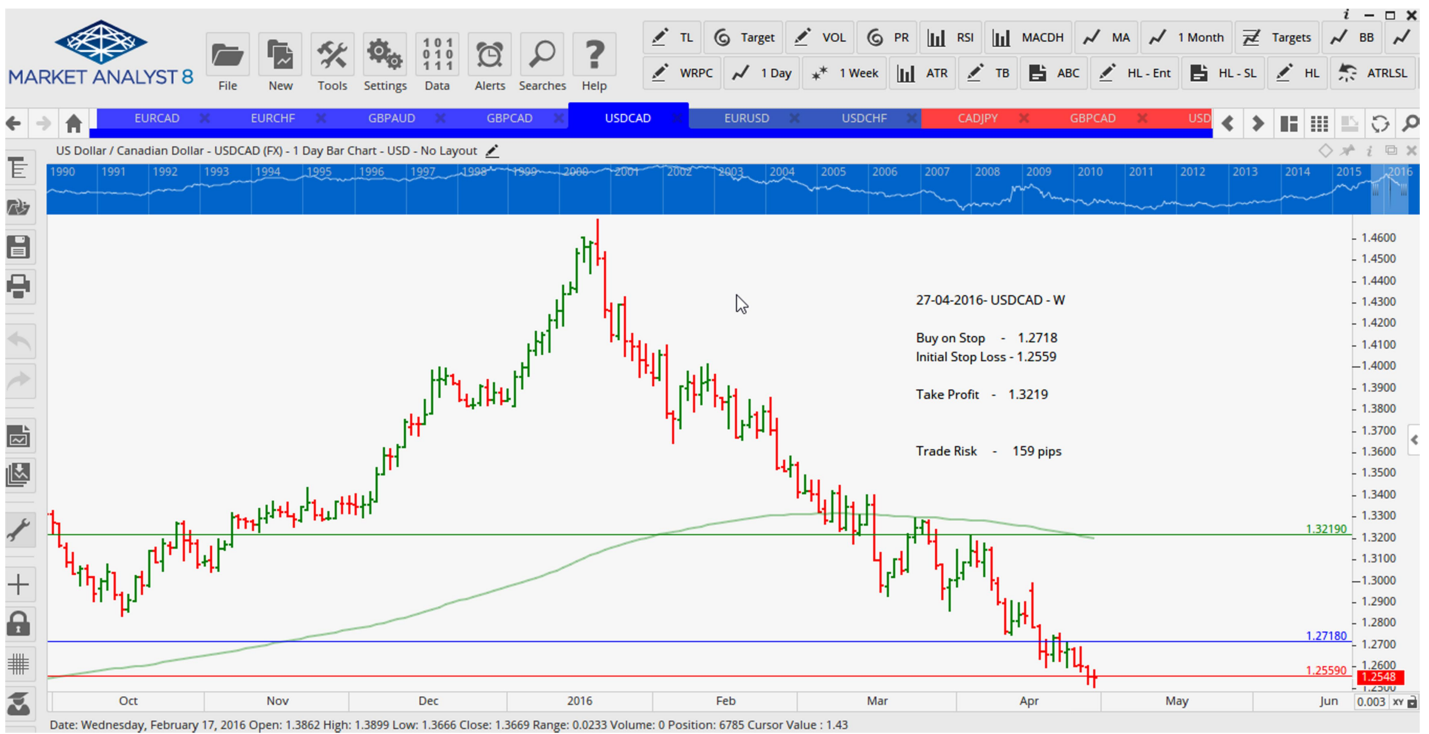 i
TL Target VOL PR RSI MACDH MA 1 Month Targets BB
MARKET ANALYST 8
File New Tools Settings Data Alerts Searches Help
101
010
111
WRPC 1 Day 1 Week ATR TB ABC HL - Ent HL - SL HL ATRLSL
EURCAD EURCHF GBPAUD GBPCAD USDCAD EURUSD USDCHF CADJPY GBPCAD USD
US Dollar / Canadian Dollar - USDCAD (FX) - 1 Day Bar Chart - USD - No Layout
1990 1991 1992 1993 1994 1995 1996 1997 1998 1999 2000 2001 2002 2003 2004 2005 2006 2007 2008 2009 2010 2011 2012 2013 2014 2015 2016
1.4600
1.4500
1.4400
27-04-2016- USDCAD - W
1.4300
1.4200
Buy on Stop - 1.2718
1.4100
Initial Stop Loss - 1.2559
1.4000
1.3900
Take Profit - 1.3219
1.3800
1.3700
Trade Risk - 159 pips
1.3600
1.3500
1.3400
1.3300
1.32190
1.3200
1.3100
1.3000
1.2900
1.2800
1.27180
1.2700
1.25590
1.2600
1.2548
1.2500
Oct Nov Dec 2016 Feb Mar Apr May Jun
0.003 XY
Date: Wednesday, February 17, 2016 Open: 1.3862 High: 1.3899 Low: 1.3666 Close: 1.3669 Range: 0.0233 Volume: 0 Position: 6785 Cursor Value : 1.43